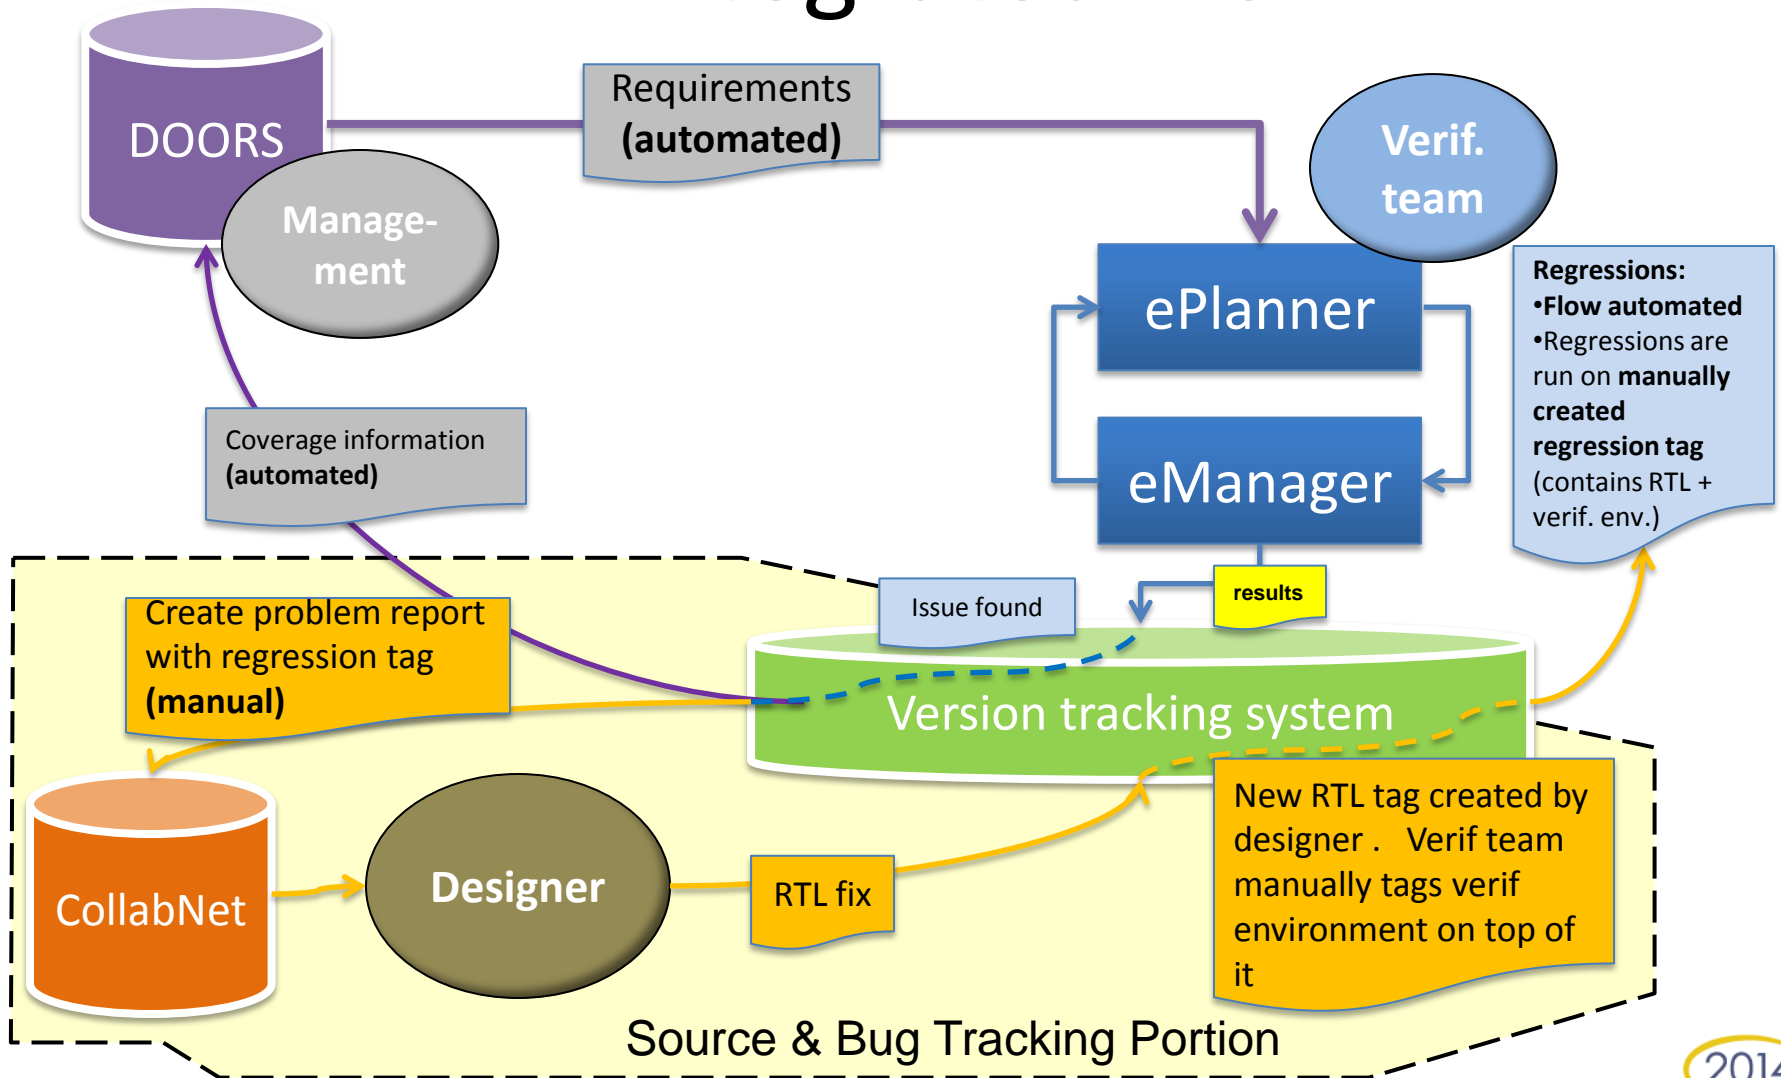 DOORS
Requirements
(automated)
Verif.
team
Manage-
ment
ePlanner
Regressions:
•Flow automated
•Regressions are
run on manually
created
regression tag
(contains RTL +
verif. env.)
Coverage information
(automated)
eManager
Issue found
results
Create problem report
with regression tag
(manual)
Version tracking system
CollabNet
Designer
RTL fix
New RTL tag created by
designer .   Verif team
manually tags verif
environment on top of
it
Source & Bug Tracking Portion
2014